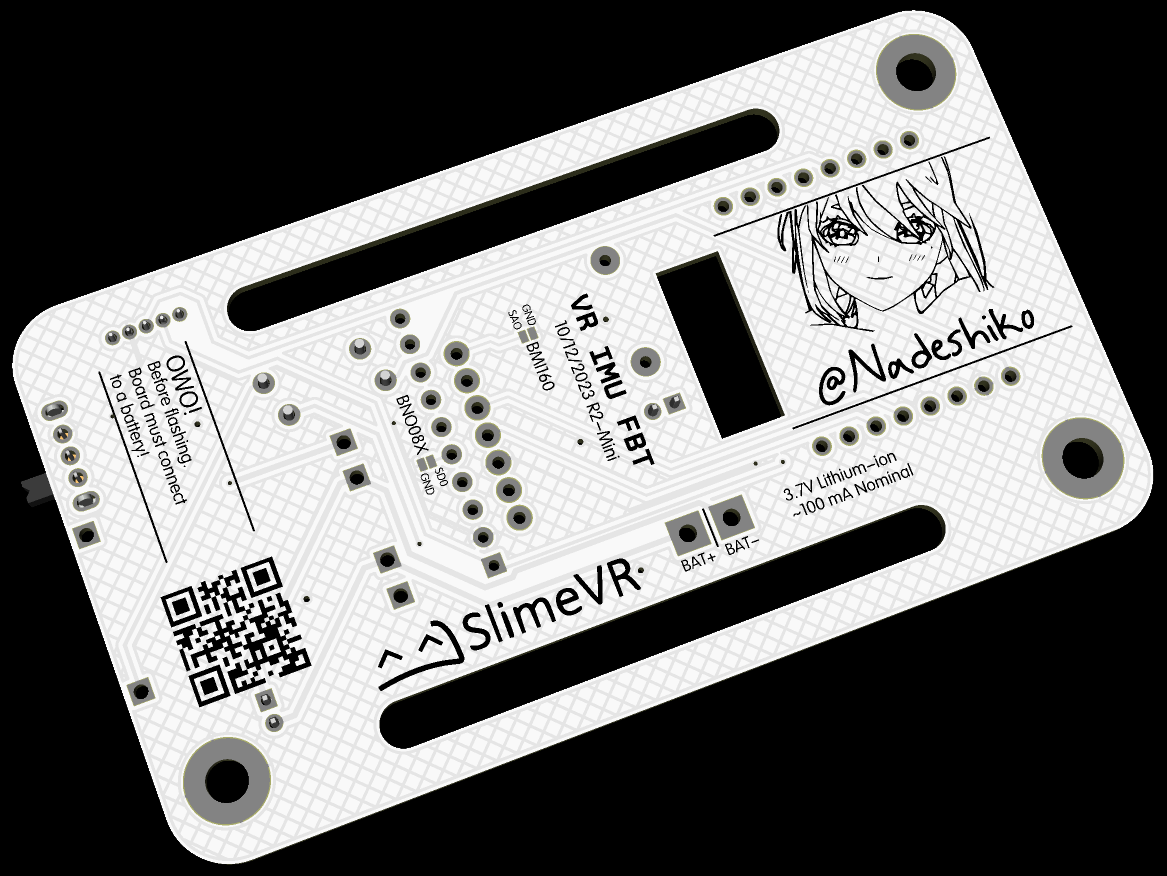 @Nadeshiko
VR IMU FBT
10/12/2023 R2-Mini
GND
SAO
BMI160
BNO08X
SD0
GND
OWO!
Before flashing.
Board must connect
to a battery!
3.7V Lithium-ion
~100 mA Nominal
BAT+
BAT-
SlimeVR